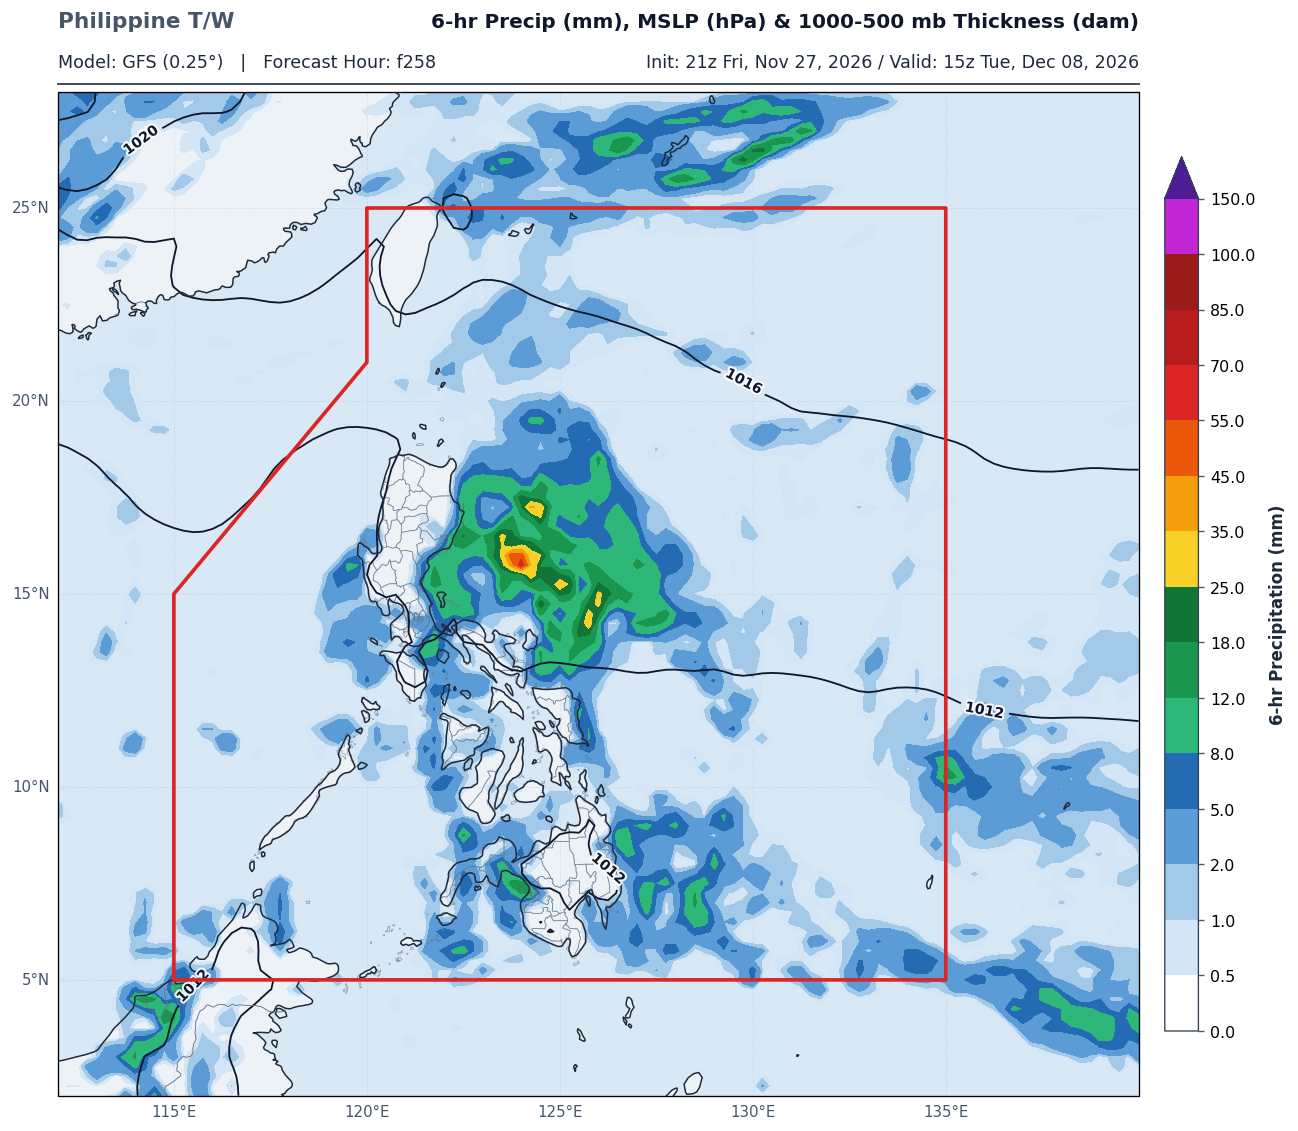 Philippine T/W
6-hr Precip (mm), MSLP (hPa) & 1000-500 mb Thickness (dam)
Model: GFS (0.25°) | Forecast Hour: f258
Init: 21z Fri, Nov 27, 2026 / Valid: 15z Tue, Dec 08, 2026
1020
25°N
1016
20°N
15°N
1012
10°N
1012
5°N
1012
115°E
120°E
125°E
130°E
135°E
150.0
100.0
85.0
70.0
55.0
45.0
35.0
25.0
18.0
12.0
8.0
5.0
2.0
1.0
0.5
0.0
6-hr Precipitation (mm)